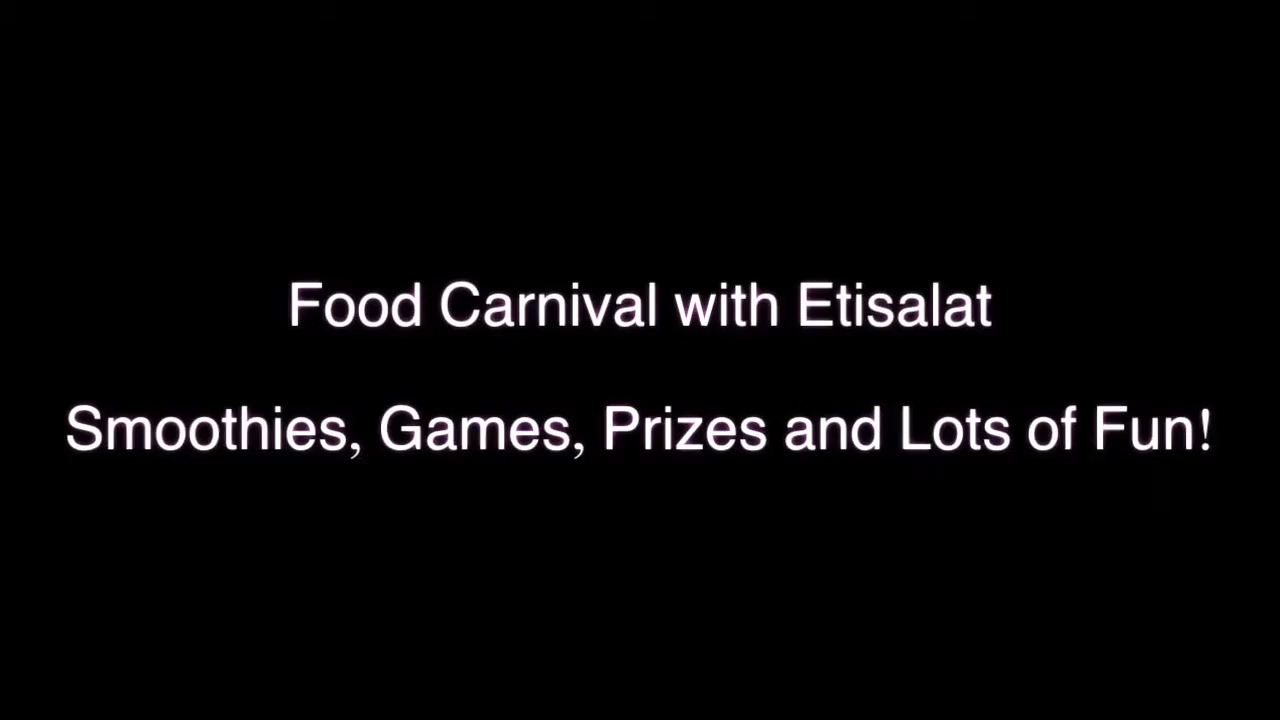 Food Carnival with Etisalat
Smoothies, Games, Prizes and Lots of Fun!